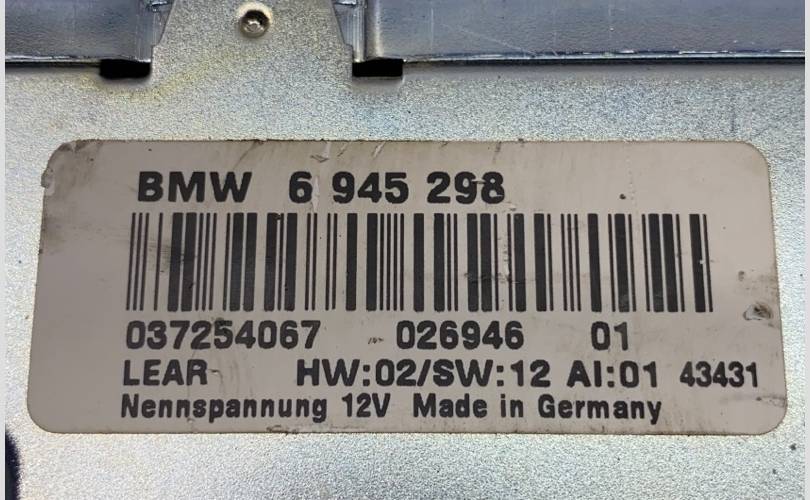 BMW 6 945 298
037254067 026946 01
LEAR HW:02/SW:12 AI:01 43431
Nennspannung 12V Made in Germany